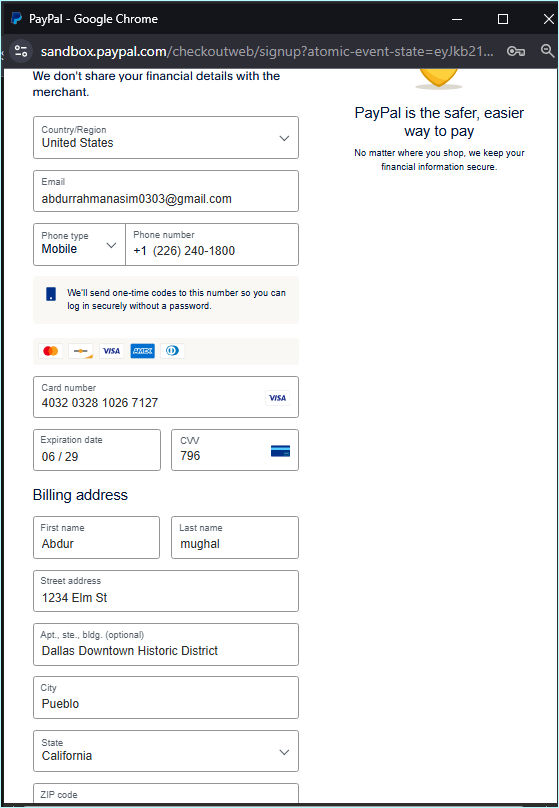 PayPal - Google Chrome
sandbox.paypal.com/checkoutweb/signup?atomic-event-state=eyJkb21...
We don't share your financial details with the
merchant.
PayPal is the safer, easier
way to pay
No matter where you shop, we keep your
financial information secure.
Country/Region
United States
Email
abdurrahmanasim0303@gmail.com
Phone type
Mobile
Phone number
+1 (226) 240-1800
We'll send one-time codes to this number so you can
log in securely without a password.
VISA
AMEX
Card number
4032 0328 1026 7127
VISA
Expiration date
06 / 29
CVV
796
Billing address
First name
Abdur
Last name
mughal
Street address
1234 Elm St
Apt., ste., bldg. (optional)
Dallas Downtown Historic District
City
Pueblo
State
California
ZIP code